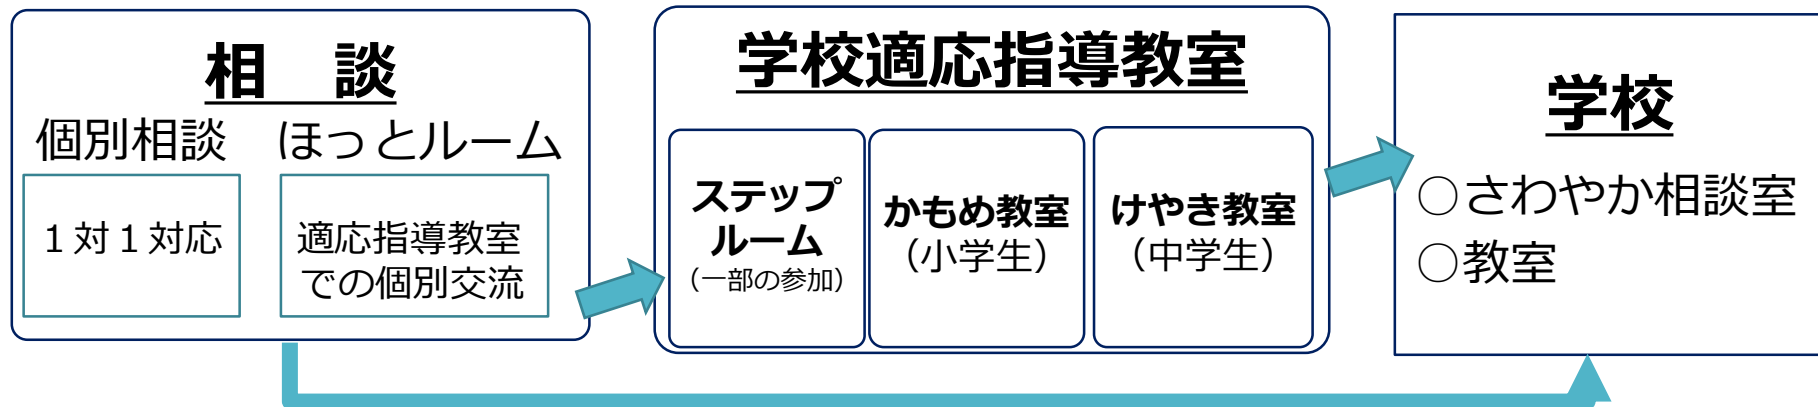 相　談
個別相談　ほっとルーム
１対１対応
適応指導教室
での個別交流
学校適応指導教室
ステップ
ルーム
（一部の参加）
かもめ教室
（小学生）
けやき教室
（中学生）
学校
○さわやか相談室
○教室